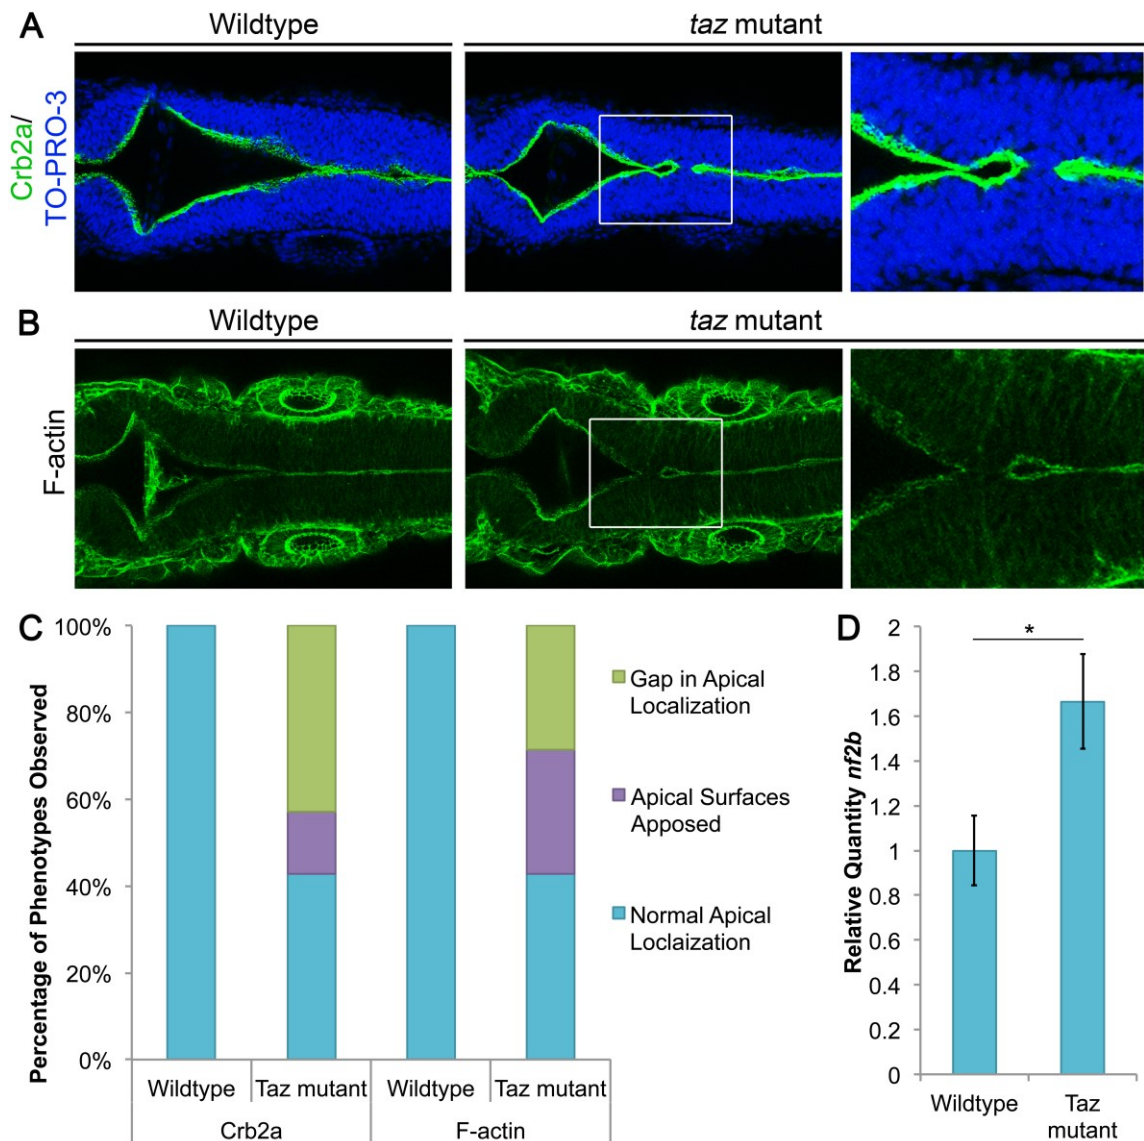 A
Wildtype
taz mutant
Crb2a/
TO-PRO-3
B
Wildtype
taz mutant
F-actin
C
Percentage of Phenotypes Observed
100%
80%
60%
40%
20%
0%
Wildtype
Taz mutant
Wildtype
Taz mutant
Crb2a
F-actin
Gap in Apical
Localization
Apical Surfaces
Apposed
Normal Apical
Loclaization
D
Relative Quantity nf2b
2
1.8
1.6
1.4
1.2
1
0.8
0.6
0.4
0.2
0
*
Wildtype
Taz
mutant